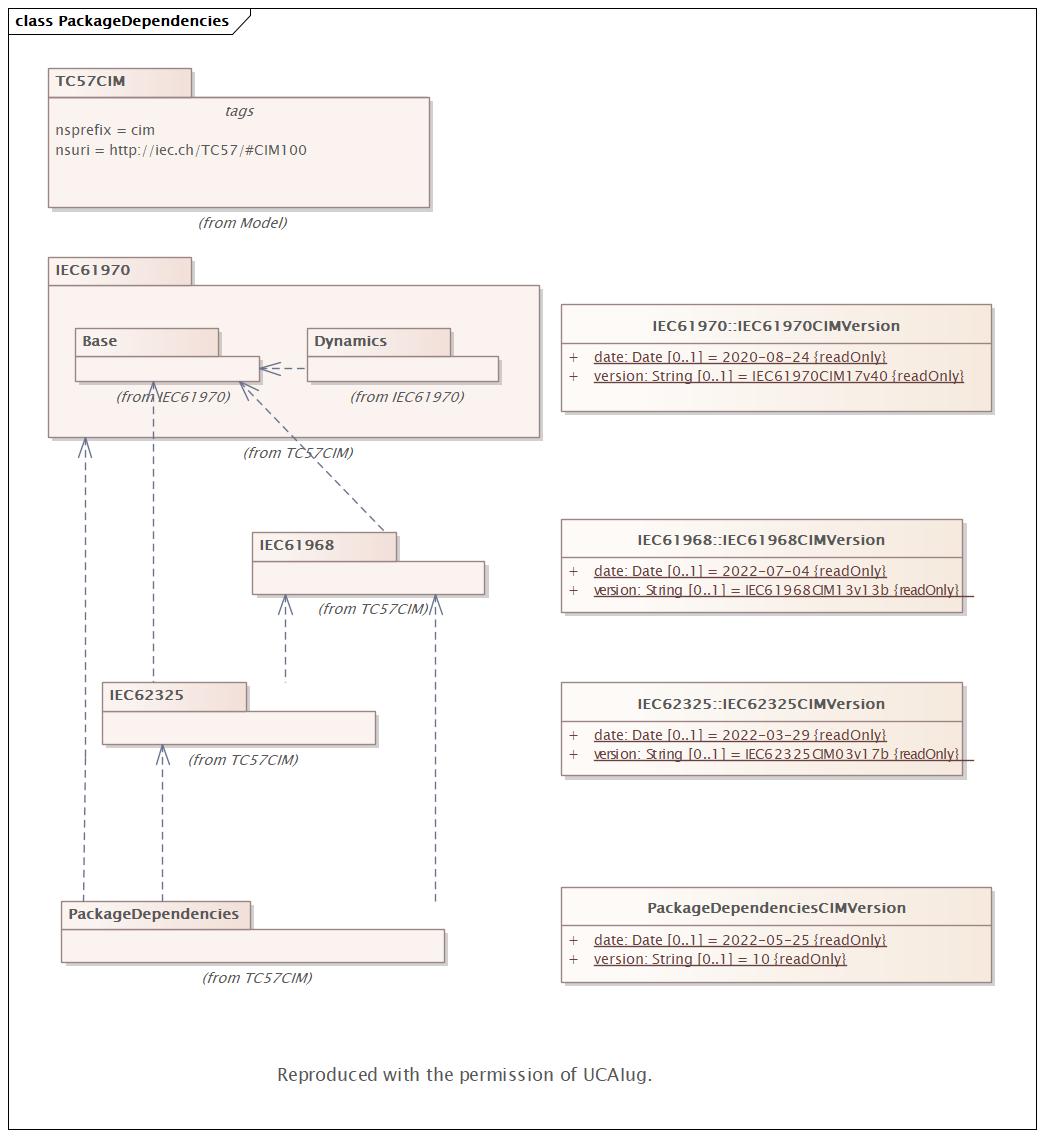 class PackageDependencies
TC57CIM
tags
nsprefix = cim
nsuri = http://iec.ch/TC57/#CIM100
(from Model)
IEC61970
Base
(from IEC61970)
Dynamics
(from IEC61970)
(from TC57CIM)
IEC61970::IEC61970CIMVersion
+ date: Date [0..1] = 2020-08-24 {readOnly}
+ version: String [0..1] = IEC61970CIM17v40 {readOnly}
IEC61968
(from TC57CIM)
IEC61968::IEC61968CIMVersion
+ date: Date [0..1] = 2022-07-04 {readOnly}
+ version: String [0..1] = IEC61968CIM13v13b {readOnly}
IEC62325
(from TC57CIM)
IEC62325::IEC62325CIMVersion
+ date: Date [0..1] = 2022-03-29 {readOnly}
+ version: String [0..1] = IEC62325CIM03v17b {readOnly}
PackageDependencies
(from TC57CIM)
PackageDependenciesCIMVersion
+ date: Date [0..1] = 2022-05-25 {readOnly}
+ version: String [0..1] = 10 {readOnly}
Reproduced with the permission of UCAIug.